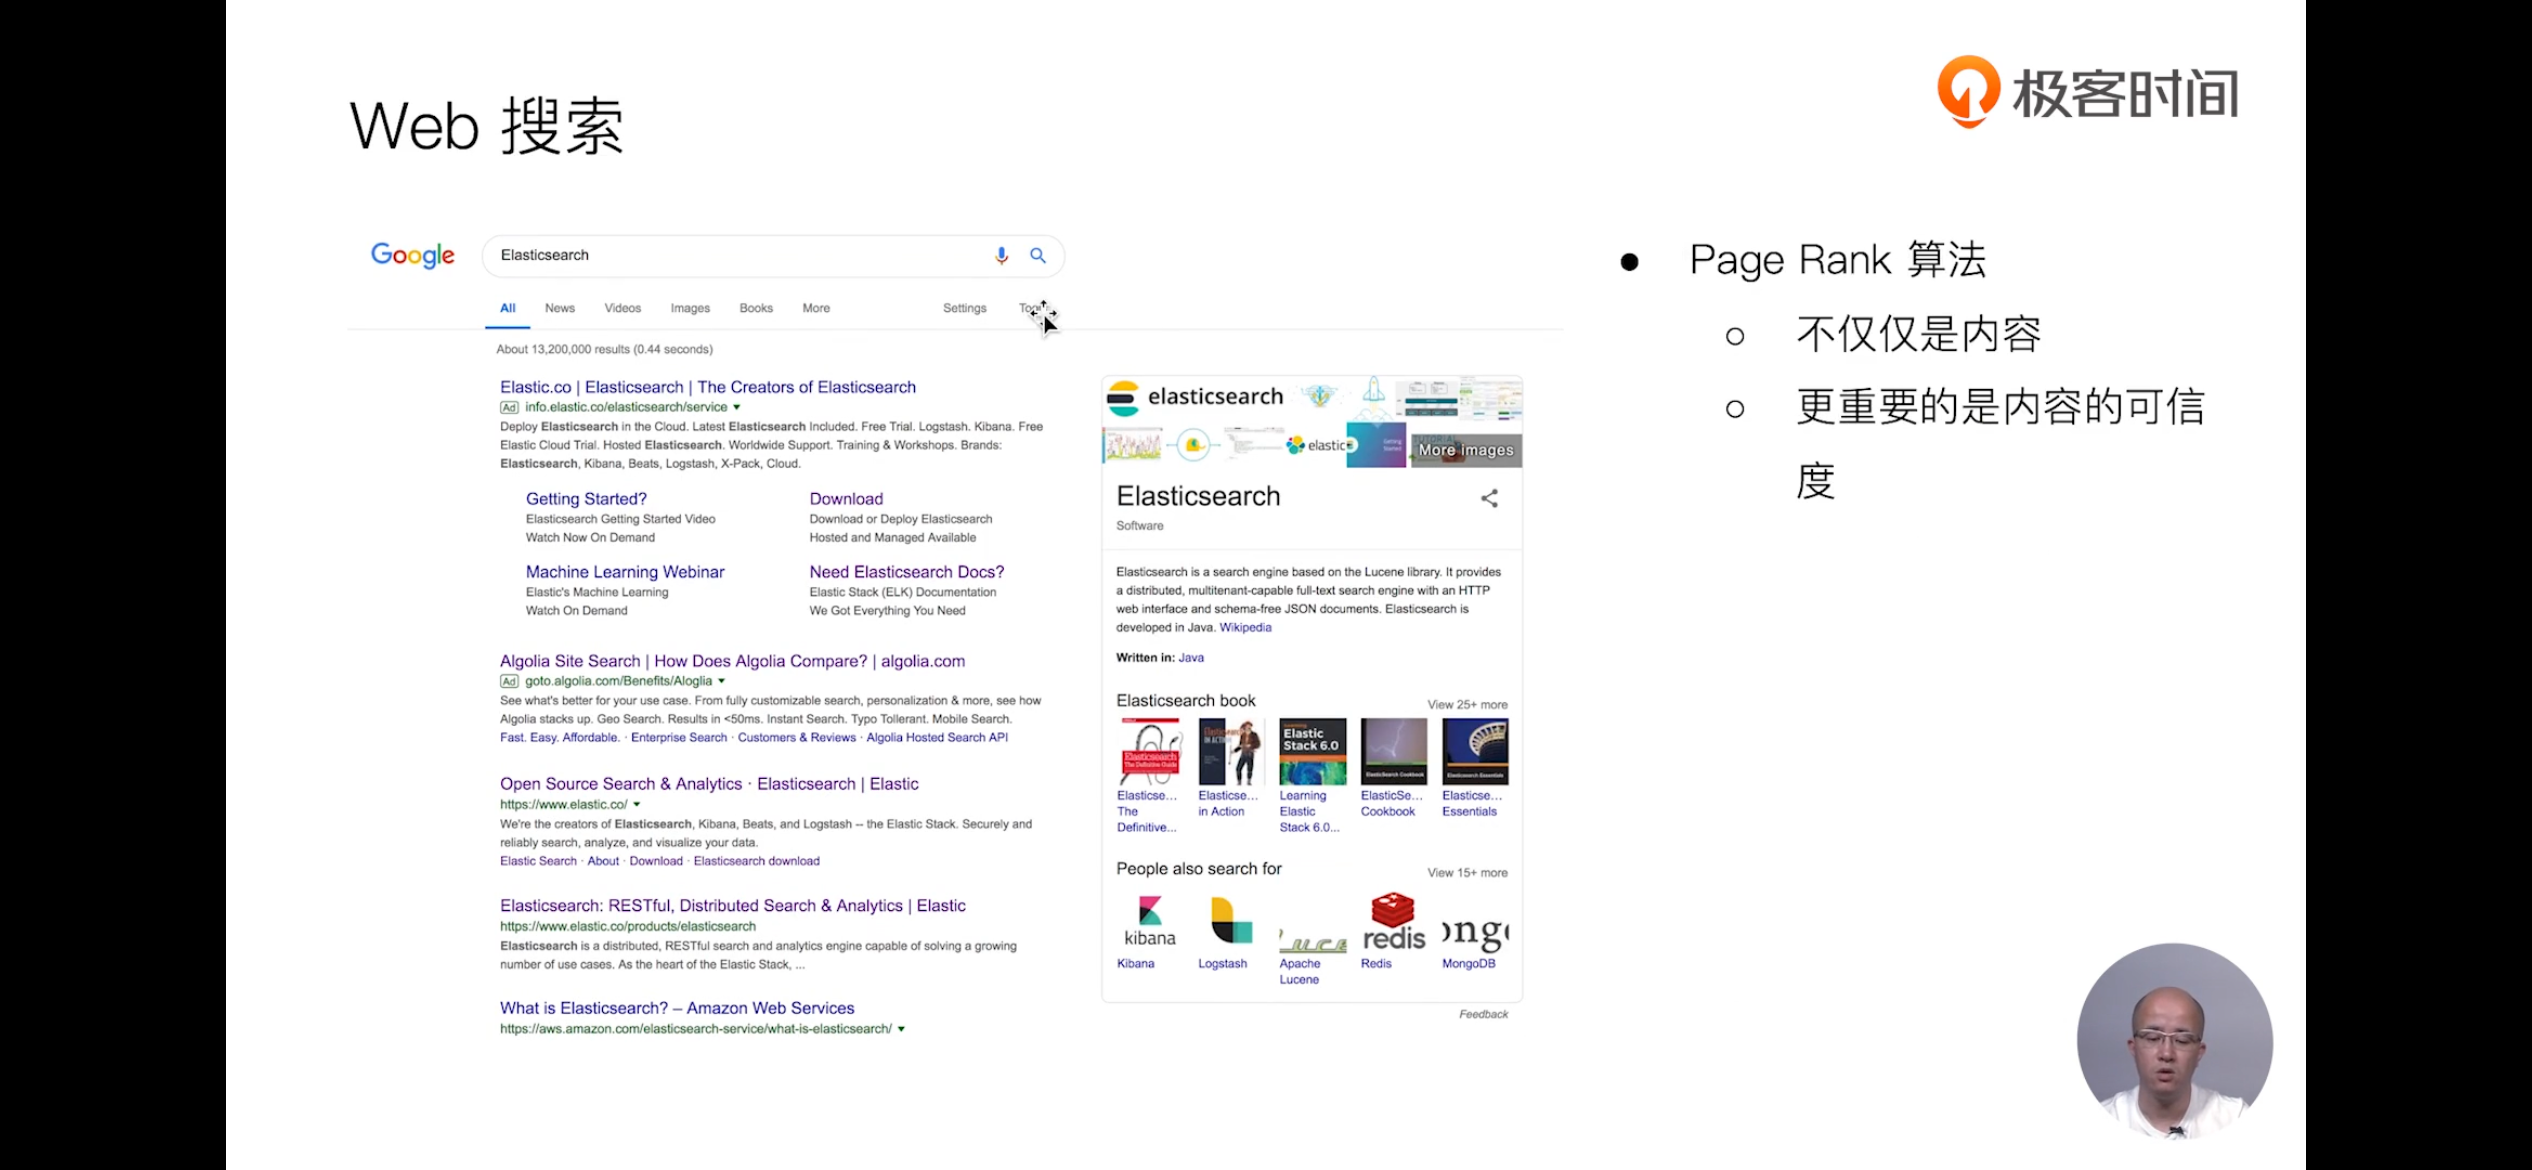 Web 搜索
极客时间
Google
Elasticsearch
All News Videos Images Books More Settings
About 13,200,000 results (0.44 seconds)
Elastic.co | Elasticsearch | The Creators of Elasticsearch
Ad info.elastic.co/elasticsearch/service
Deploy Elasticsearch in the Cloud. Latest Elasticsearch Included. Free Trial. Logstash. Kibana. Free
Elastic Cloud Trial. Hosted Elasticsearch. Worldwide Support. Training & Workshops. Brands:
Elasticsearch, Kibana, Beats, Logstash, X-Pack, Cloud.
Getting Started?
Elasticsearch Getting Started Video
Watch Now On Demand
Download
Download or Deploy Elasticsearch
Hosted and Managed Available
Machine Learning Webinar
Elastic's Machine Learning
Watch On Demand
Need Elasticsearch Docs?
Elastic Stack (ELK) Documentation
We Got Everything You Need
Algolia Site Search | How Does Algolia Compare? | algolia.com
Ad goto.algolia.com/Benefits/Aloglia
See what's better for your use case. From fully customizable search, personalization & more, see how
Algolia stacks up. Geo Search. Results in <50ms. Instant Search. Typo Tollerant. Mobile Search.
Fast. Easy. Affordable. · Enterprise Search · Customers & Reviews · Algolia Hosted Search API
Open Source Search & Analytics · Elasticsearch | Elastic
https://www.elastic.co/
We're the creators of Elasticsearch, Kibana, Beats, and Logstash -- the Elastic Stack. Securely and
reliably search, analyze, and visualize your data.
Elastic Search · About · Download · Elasticsearch download
Elasticsearch: RESTful, Distributed Search & Analytics | Elastic
https://www.elastic.co/products/elasticsearch
Elasticsearch is a distributed, RESTful search and analytics engine capable of solving a growing
number of use cases. As the heart of the Elastic Stack, ...
What is Elasticsearch? – Amazon Web Services
https://aws.amazon.com/elasticsearch-service/what-is-elasticsearch/
elasticsearch
elastic
More images
Elasticsearch
Software
Elasticsearch is a search engine based on the Lucene library. It provides
a distributed, multitenant-capable full-text search engine with an HTTP
web interface and schema-free JSON documents. Elasticsearch is
developed in Java. Wikipedia
Written in: Java
Elasticsearch book
View 25+ more
Elastic
Stack 6.0
Elasticse...
The
Definitive...
Elasticse...
in Action
Learning
Elastic
Stack 6.0...
ElasticSe...
Cookbook
Elasticse...
Essentials
People also search for
View 15+ more
kibana
redis
Kibana
Logstash
Apache
Lucene
Redis
MongoDB
Feedback
● Page Rank 算法
○ 不仅仅是内容
○ 更重要的是内容的可信
度